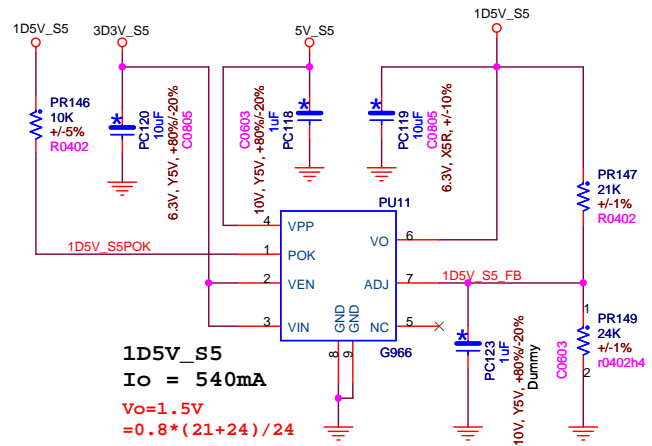 1D5V_S5
3D3V_S5
5V_S5
1D5V_S5
PR146
10K
+/-5%
R0402
PC120
10uF
C0805
6.3V, Y5V, +80%/-20%
C0603
PC118
1uF
10V, Y5V, +80%/-20%
PC119
10uF
C0805
6.3V, X5R, +/-10%
PR147
21K
+/-1%
R0402
PU11
4
VPP
1
POK
2
VEN
3
VIN
VO
6
ADJ
7
NC
5
GND
GND
8
9
G966
1D5V_S5POK
1D5V_S5_FB
PC123
1uF
10V, Y5V, +80%/-20%
Dummy
C0603
1
PR149
24K
+/-1%
r0402h4
2
1D5V_S5
Io = 540mA
Vo=1.5V
=0.8*(21+24)/24